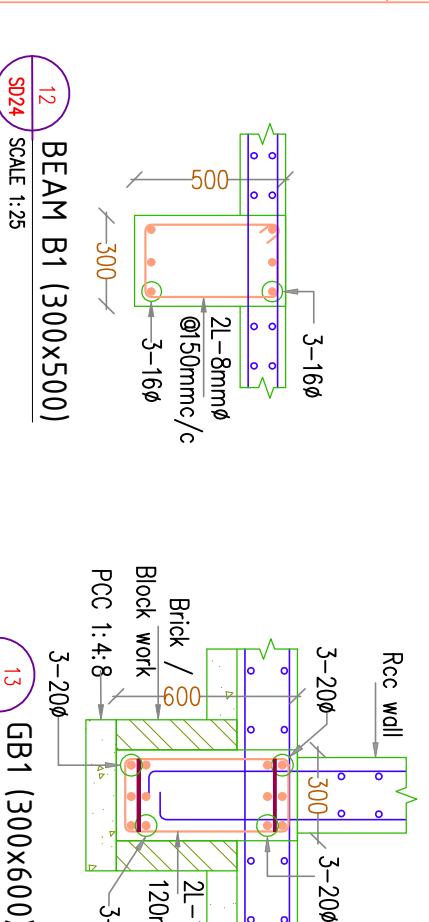 500
300
3-16ø
2L-8mmø
@150mmc/c
3-16ø
12
SD24
BEAM B1 (300x500)
SCALE 1:25
Rcc wall
3-20ø
300
3-20ø
Brick /
Block work
PCC 1:4:8
600
3-20ø
2L-
13
GB1 (300x600)